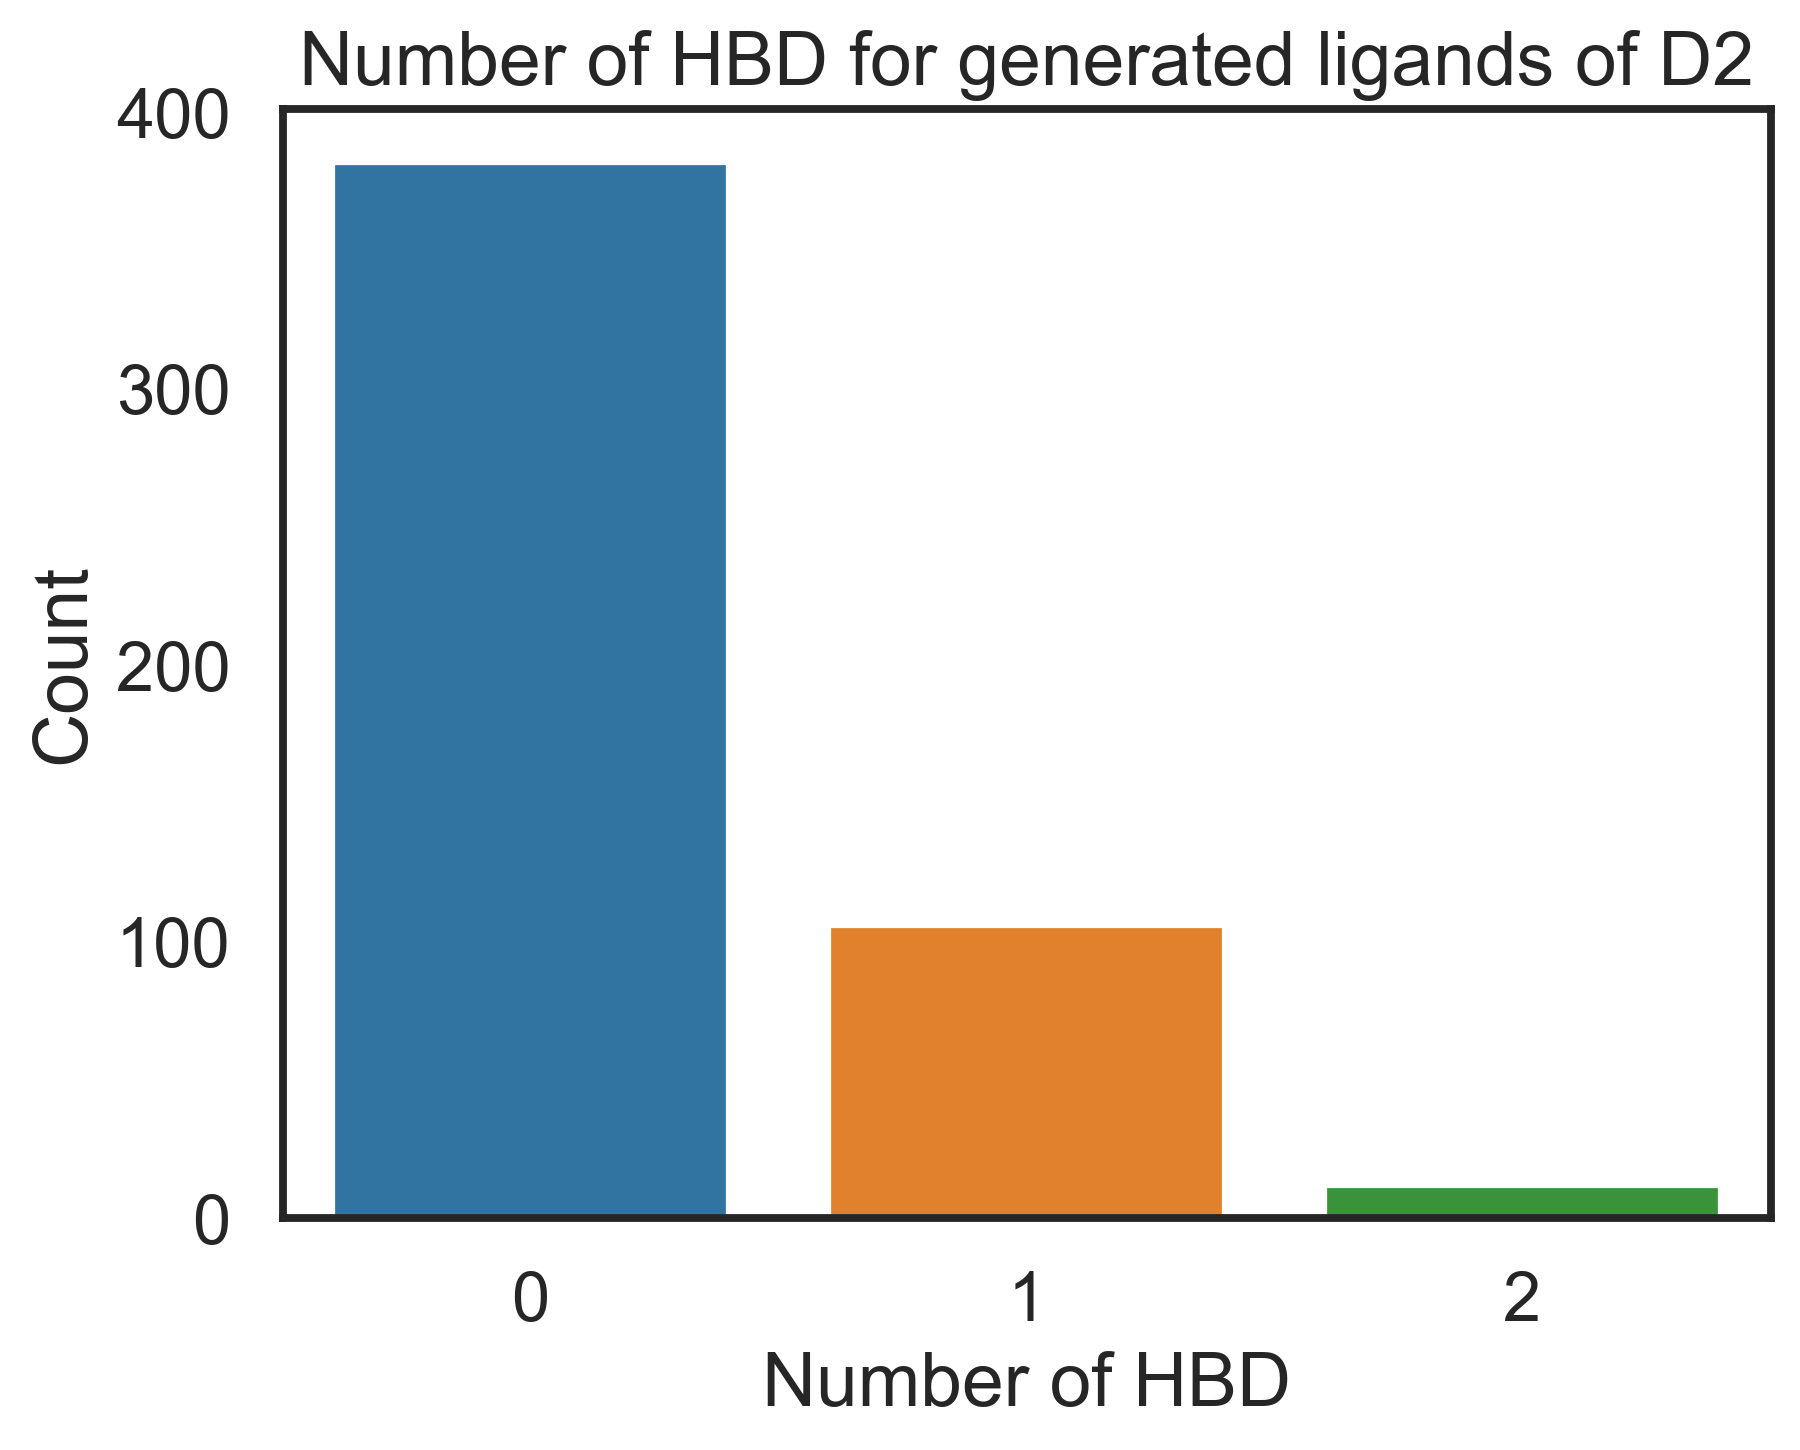 Number of HBD for generated ligands of D2
400
300
200
100
0
Count
0 1 2
Number of HBD